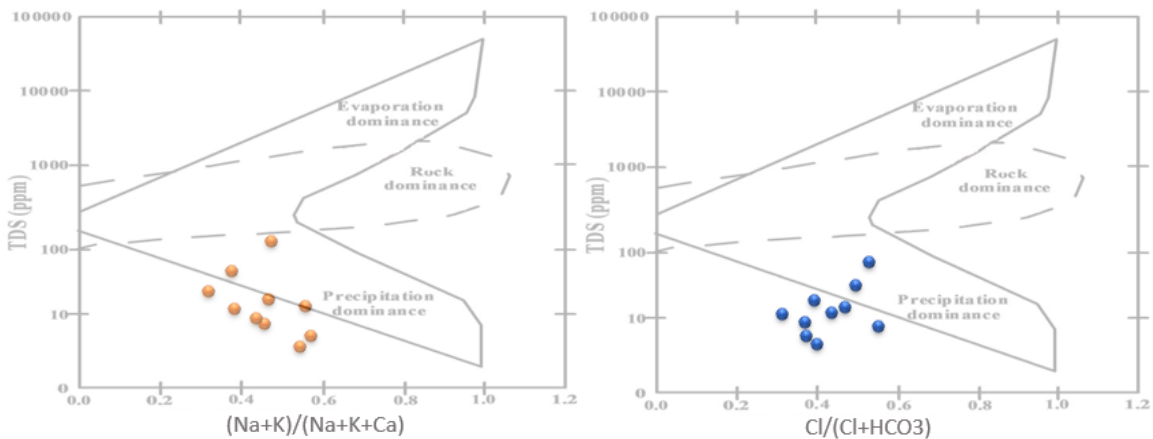 100000
10000
1000
100
10
0
TDS (ppm)
Evaporation
dominance
Rock
dominance
Precipitation
dominance
0.0 0.2 0.4 0.6 0.8 1.0 1.2
(Na+K)/(Na+K+Ca)
100000
10000
1000
100
10
0
TDS (ppm)
Evaporation
dominance
Rock
dominance
Precipitation
dominance
0.0 0.2 0.4 0.6 0.8 1.0 1.2
Cl/(Cl+HCO3)